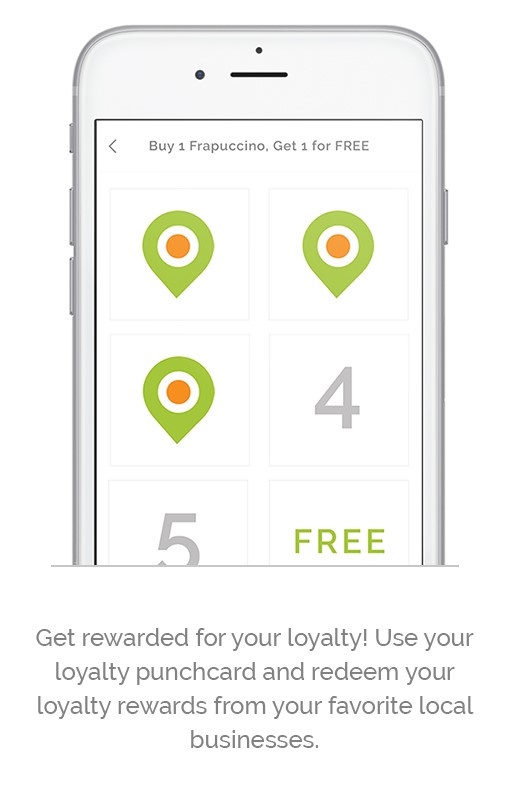 Buy 1 Frapuccino, Get 1 for FREE
4
5
FREE
Get rewarded for your loyalty! Use your
loyalty punchcard and redeem your
loyalty rewards from your favorite local
businesses.